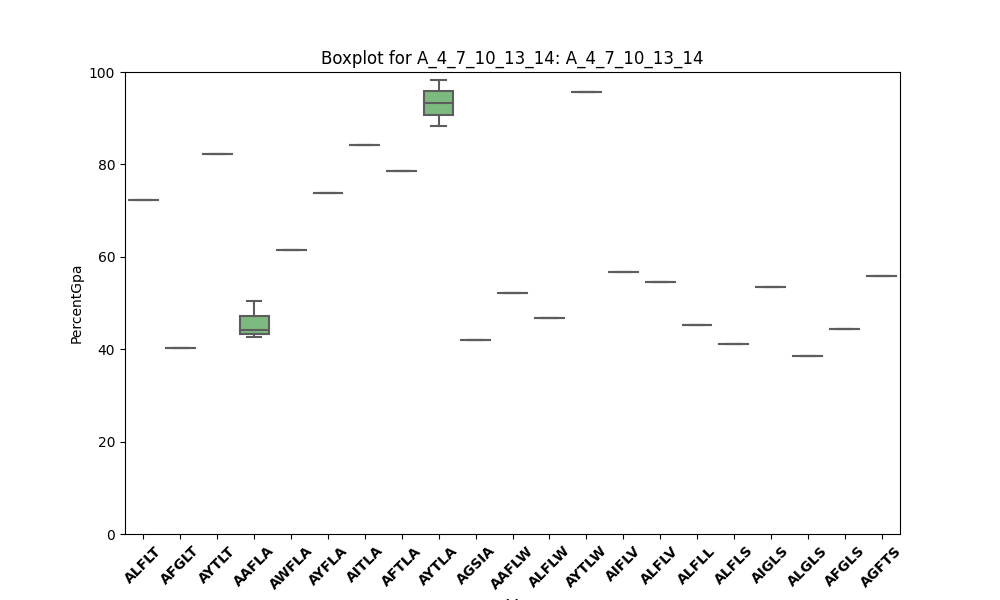 Boxplot for A_4_7_10_13_14: A_4_7_10_13_14
PercentGpa
100
80
60
40
20
0
ALFLT
AFGLT
AYTLT
AAFLA
AWFLA
AYFLA
AITLA
AFTLA
AYTLA
AGSIA
AAFLW
ALFLW
AYTLW
AIFLV
ALFLV
ALFLL
ALFLS
AIGLS
ALGLS
AFGLS
AGFTS